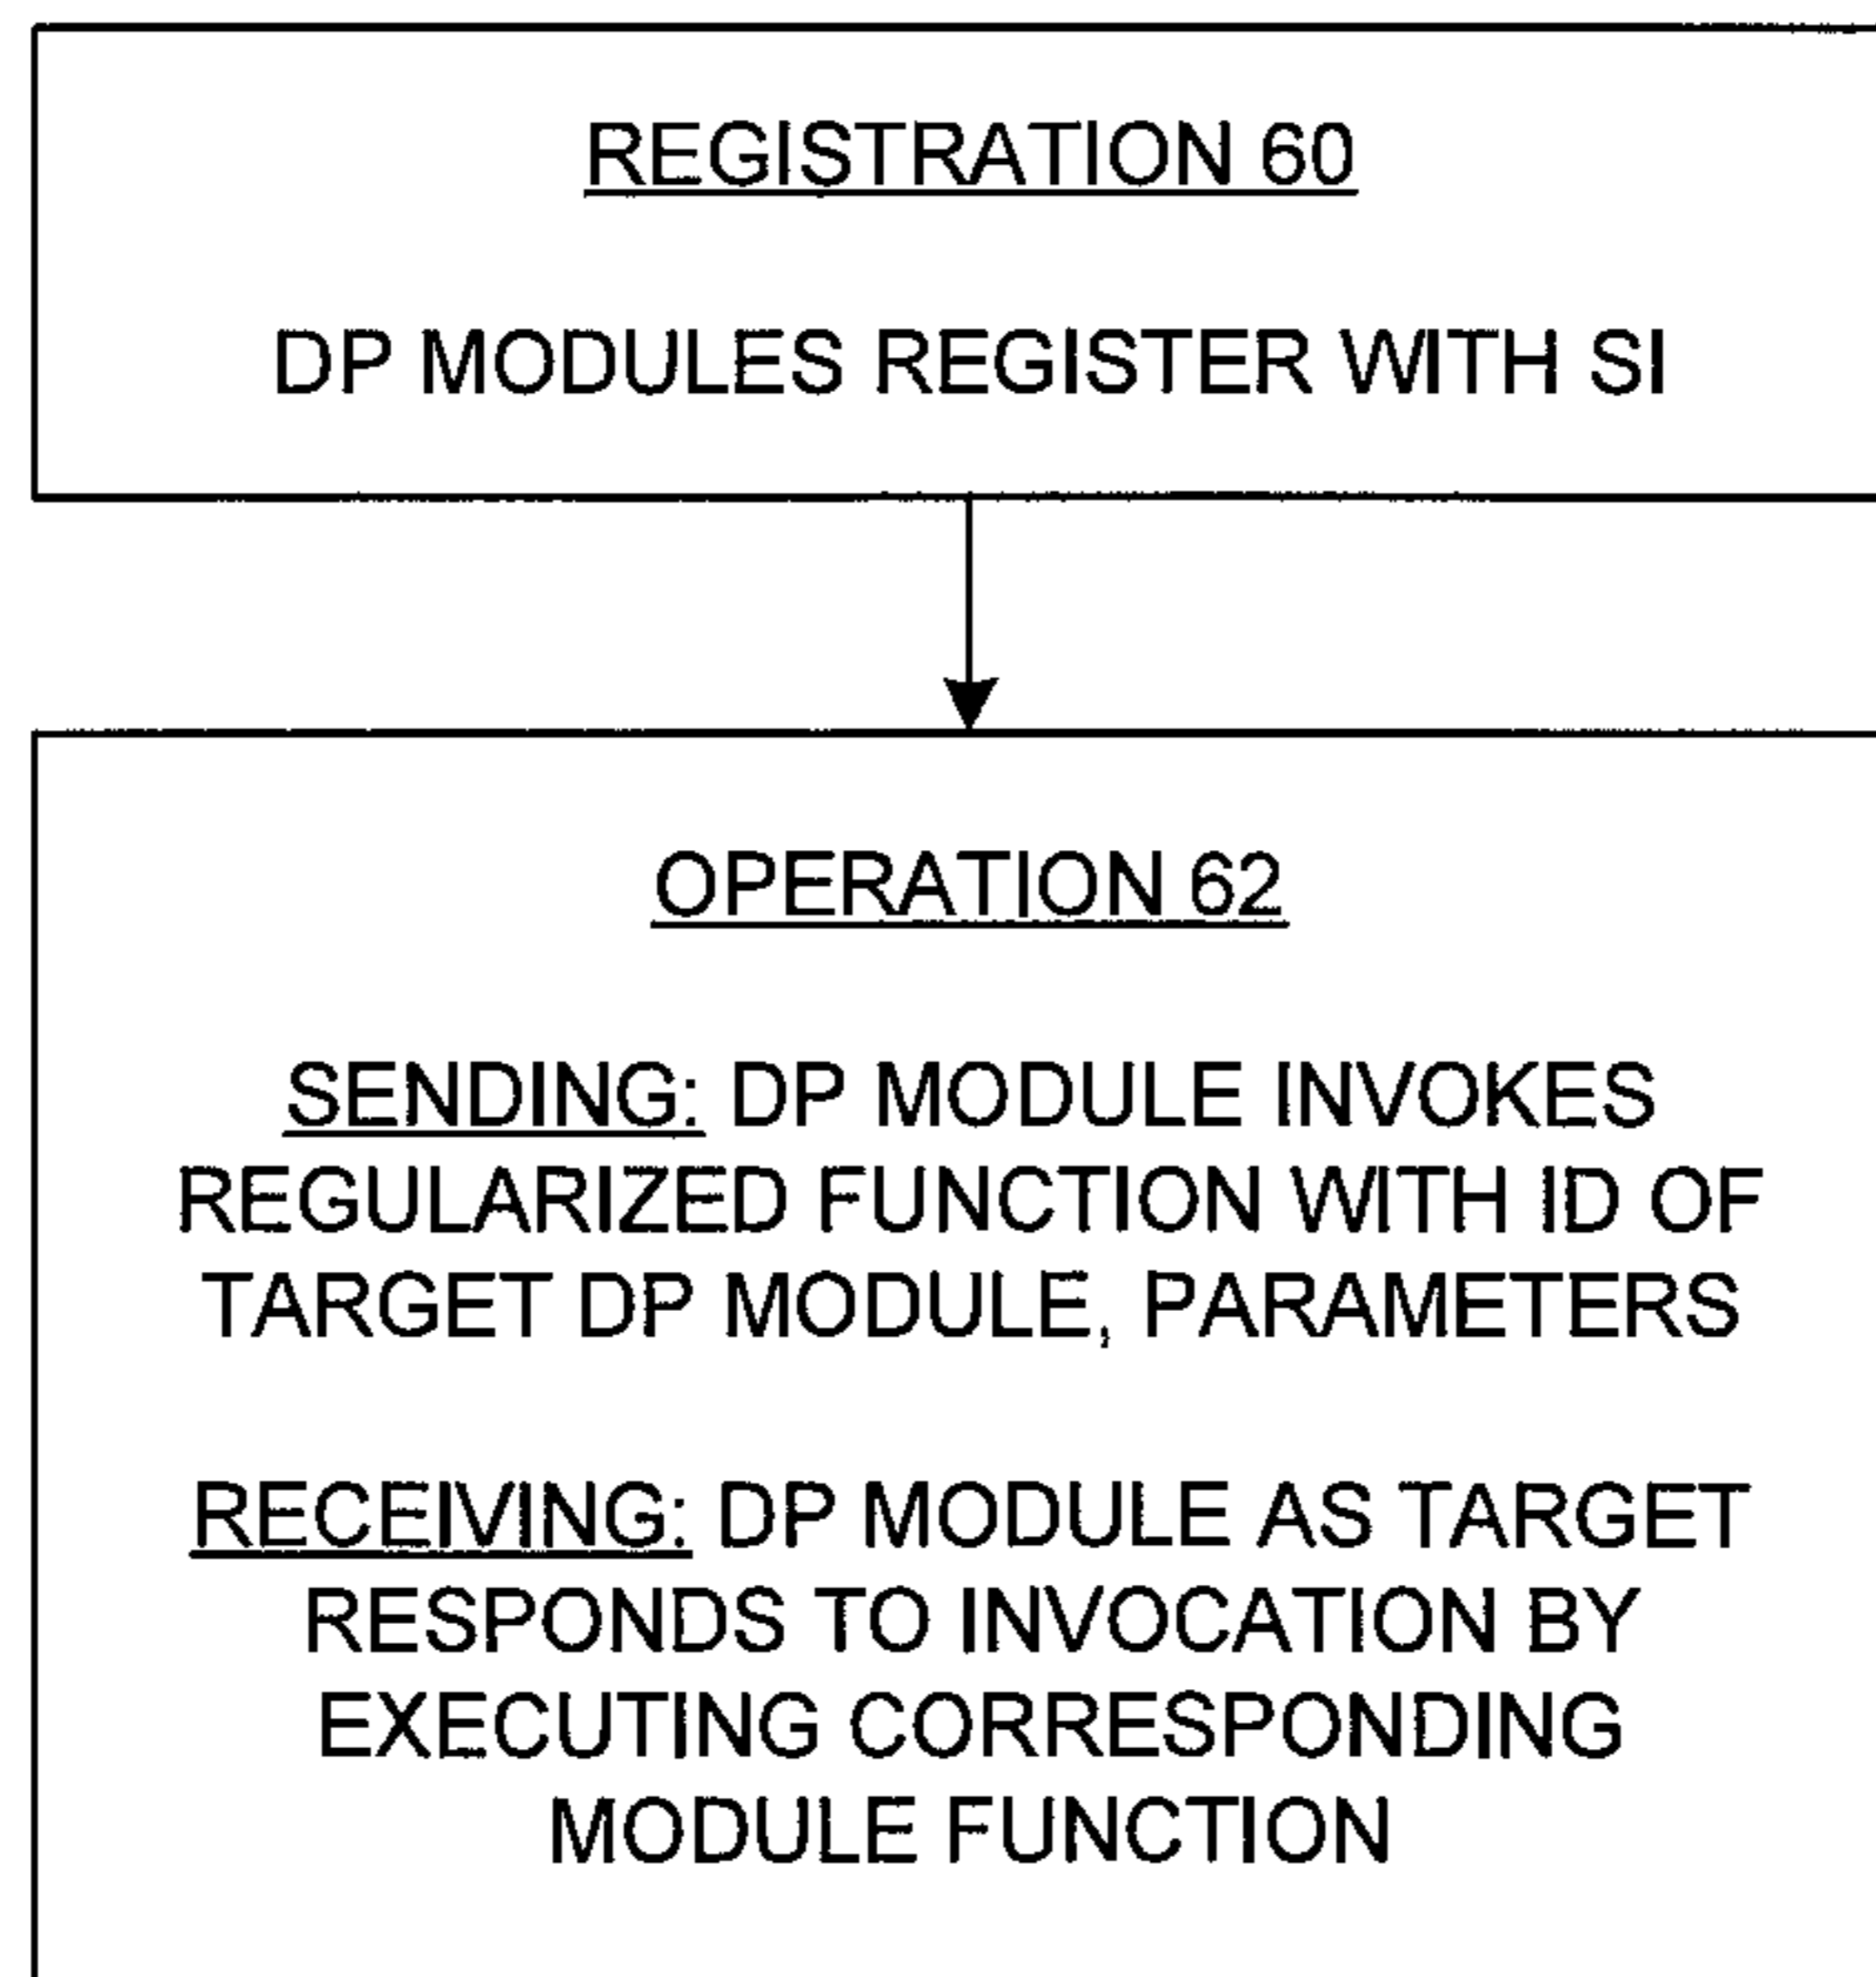 REGISTRATION 60
DP MODULES REGISTER WITH SI
OPERATION 62
SENDING: DP MODULE INVOKES
REGULARIZED FUNCTION WITH ID OF
TARGET DP MODULE, PARAMETERS
RECEIVING: DP MODULE AS TARGET
RESPONDS TO INVOCATION BY
EXECUTING CORRESPONDING
MODULE FUNCTION